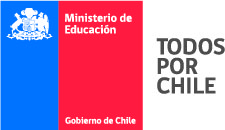 Ministerio de
Educación
Gobierno de Chile
TODOS
POR
CHILE